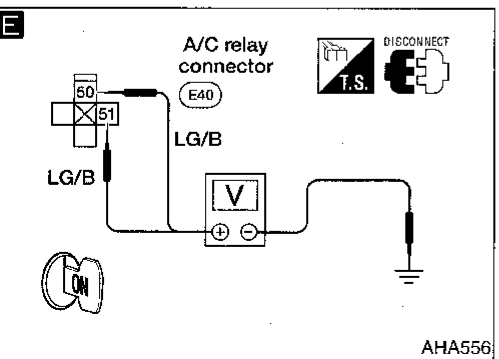 E
A/C relay
connector
E40
T.S.
DISCONNECT
50
51
LG/B
LG/B
V
+
−
ON
AHA556